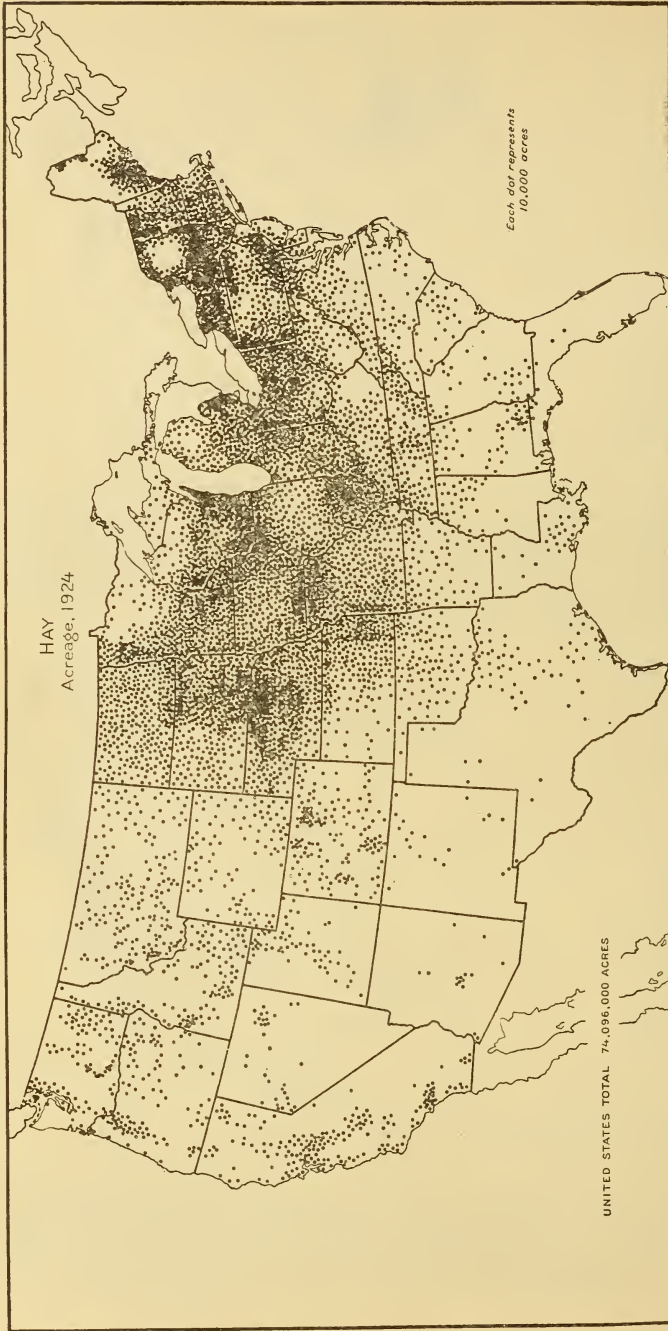 HAY
Acreage, 1924
Each dot represents
10,000 acres
UNITED STATES TOTAL 74,096,000 ACRES